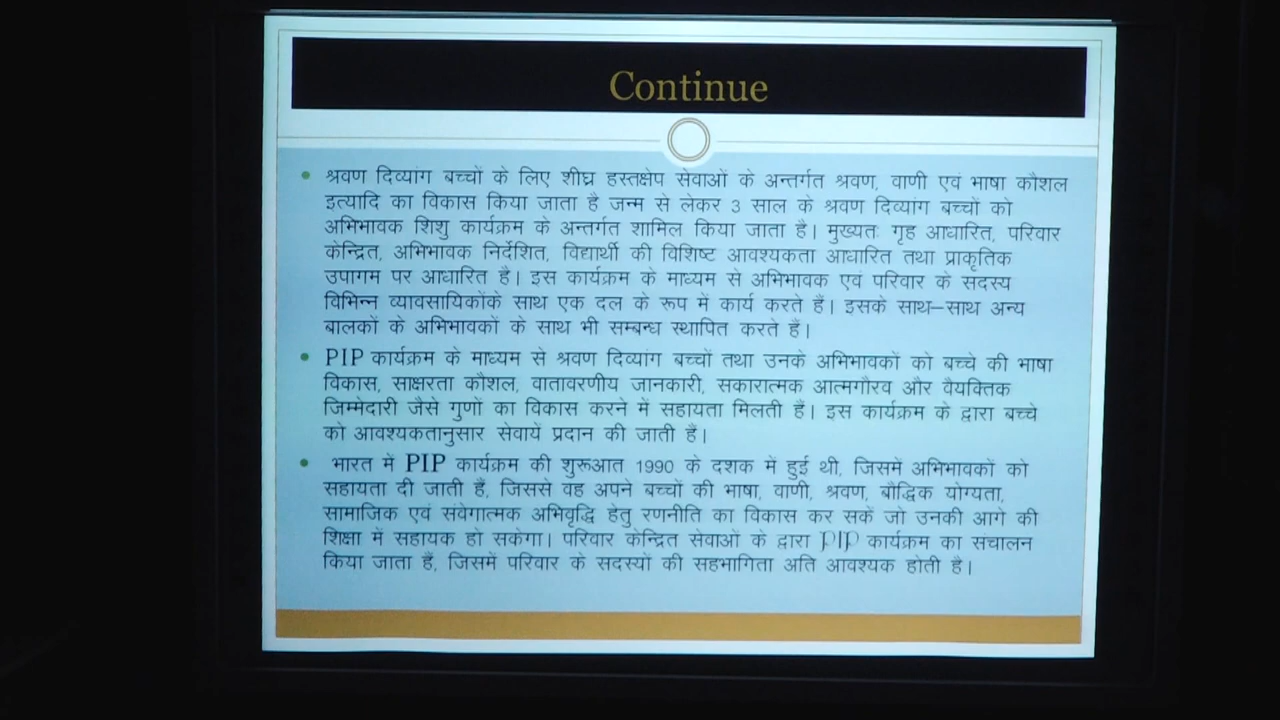 Continue
• श्रवण दिव्यांग बच्चों के लिए शीघ्र हस्तक्षेप सेवाओं के अन्तर्गत श्रवण, वाणी एवं भाषा कौशल
इत्यादि का विकास किया जाता है जन्म से लेकर 3 साल के श्रवण दिव्यांग बच्चों को
अभिभावक शिशु कार्यक्रम के अन्तर्गत शामिल किया जाता है। मुख्यतः गृह आधारित, परिवार
केन्द्रित, अभिभावक निर्देशित, विद्यार्थी की विशिष्ट आवश्यकता आधारित तथा प्राकृतिक
उपागम पर आधारित है। इस कार्यक्रम के माध्यम से अभिभावक एवं परिवार के सदस्य
विभिन्न व्यावसायिकोंके साथ एक दल के रूप में कार्य करते हैं। इसके साथ–साथ अन्य
बालकों के अभिभावकों के साथ भी सम्बन्ध स्थापित करते हैं।
• PIP कार्यक्रम के माध्यम से श्रवण दिव्यांग बच्चों तथा उनके अभिभावकों को बच्चे की भाषा
विकास, साक्षरता कौशल, वातावरणीय जानकारी, सकारात्मक आत्मगौरव और वैयक्तिक
जिम्मेदारी जैसे गुणों का विकास करने में सहायता मिलती हैं। इस कार्यक्रम के द्वारा बच्चे
को आवश्यकतानुसार सेवायें प्रदान की जाती हैं।
• भारत में PIP कार्यक्रम की शुरूआत 1990 के दशक में हुई थी, जिसमें अभिभावकों को
सहायता दी जाती हैं, जिससे वह अपने बच्चों की भाषा, वाणी, श्रवण, बौद्धिक योग्यता,
सामाजिक एवं संवेगात्मक अभिवृद्धि हेतु रणनीति का विकास कर सकें जो उनकी आगे की
शिक्षा में सहायक हो सकेगा। परिवार केन्द्रित सेवाओं के द्वारा PIP कार्यक्रम का संचालन
किया जाता हैं, जिसमें परिवार के सदस्यों की सहभागिता अति आवश्यक होती है।